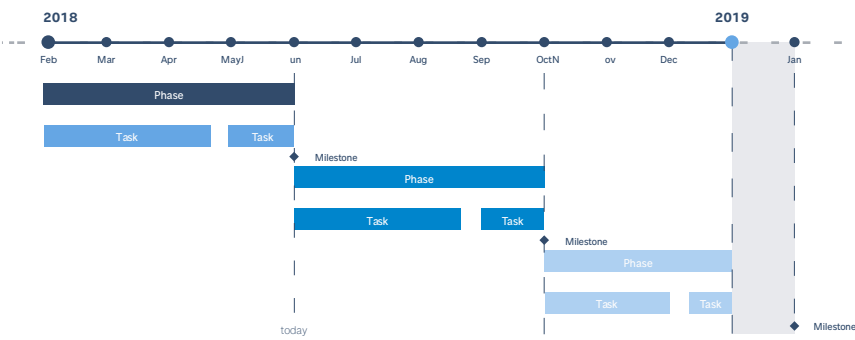 2018 2019
Feb Mar Apr MayJ un Jul Aug Sep OctN ov Dec Jan
Phase
Task Task
Milestone
Phase
Task Task
Milestone
Phase
Task Task
Milestone
today